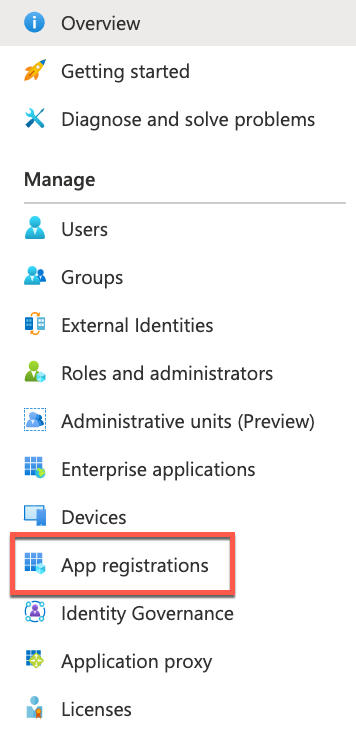 Overview
Getting started
Diagnose and solve problems
Manage
Users
Groups
External Identities
Roles and administrators
Administrative units (Preview)
Enterprise applications
Devices
App registrations
Identity Governance
Application proxy
Licenses